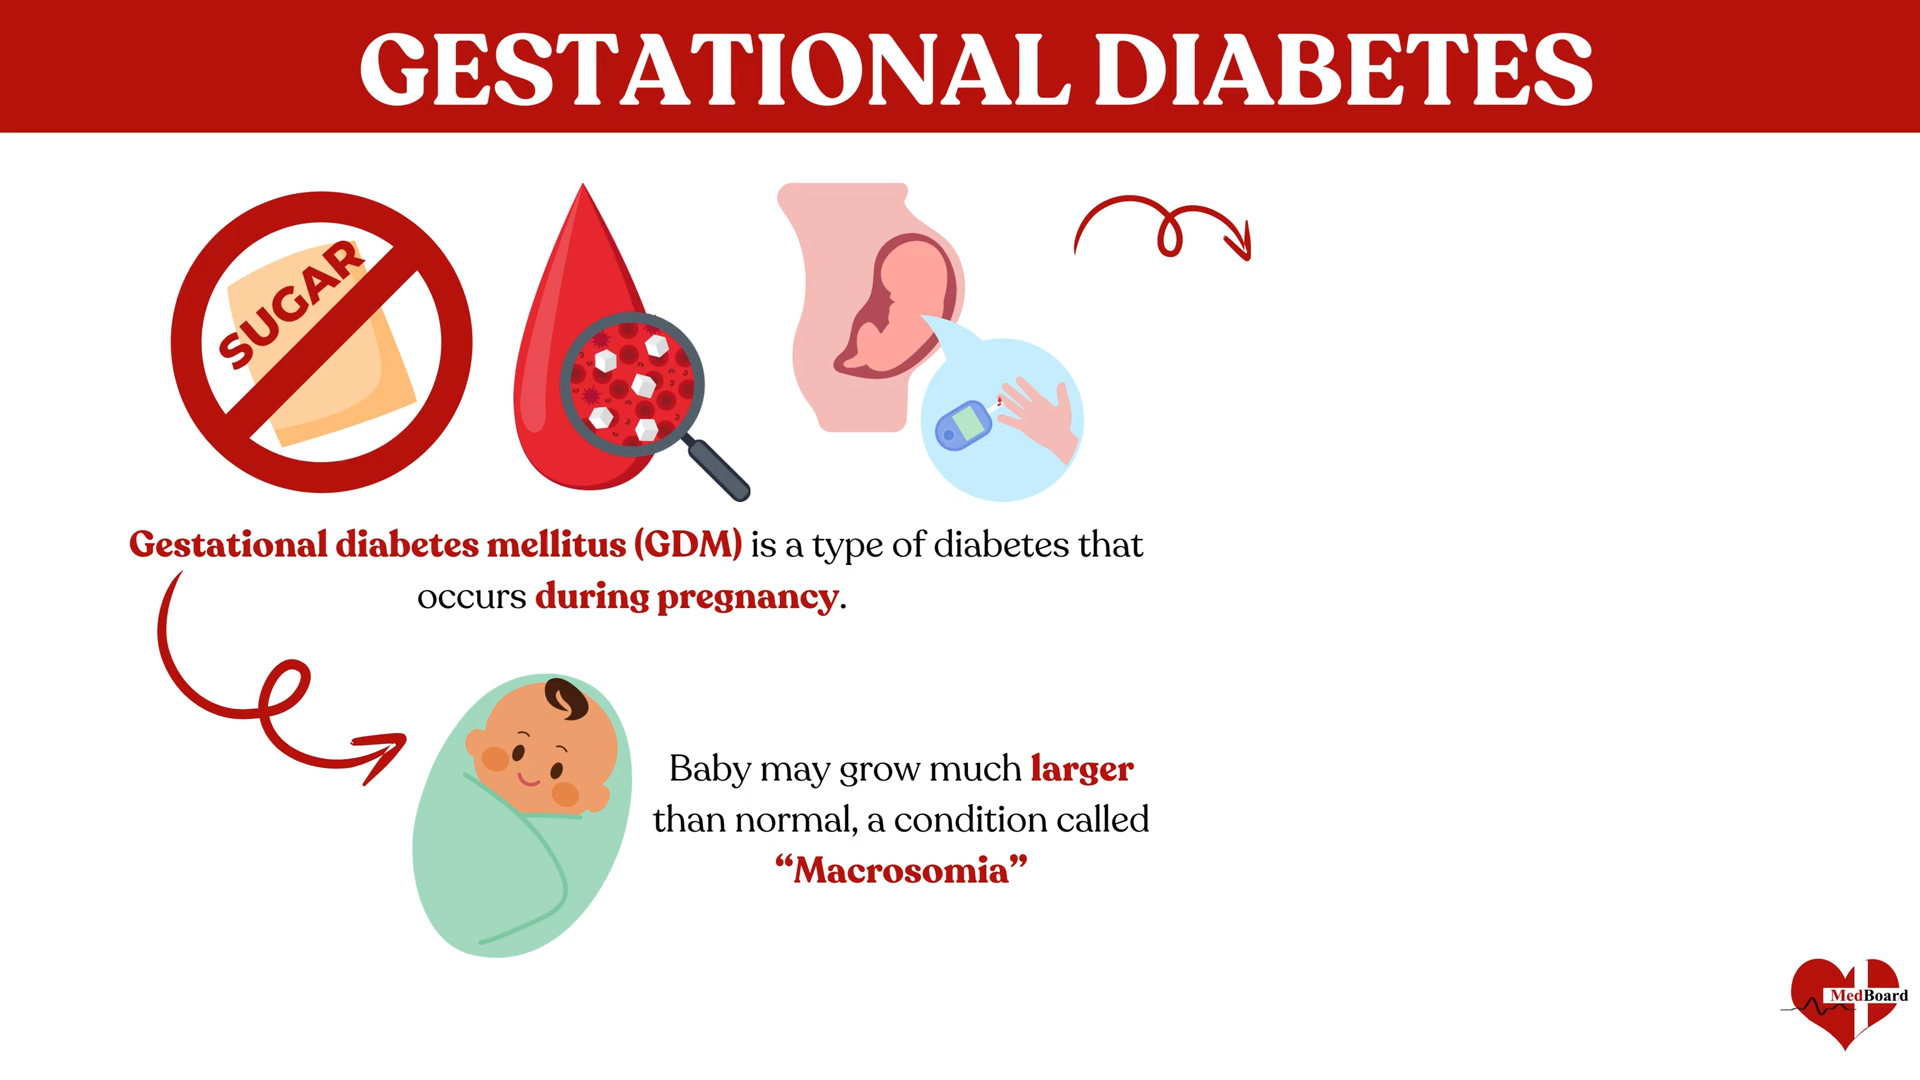 GESTATIONAL DIABETES
SUGAR
Gestational diabetes mellitus (GDM) is a type of diabetes that
occurs during pregnancy.
Baby may grow much larger
than normal, a condition called
“Macrosomia”
MedBoard